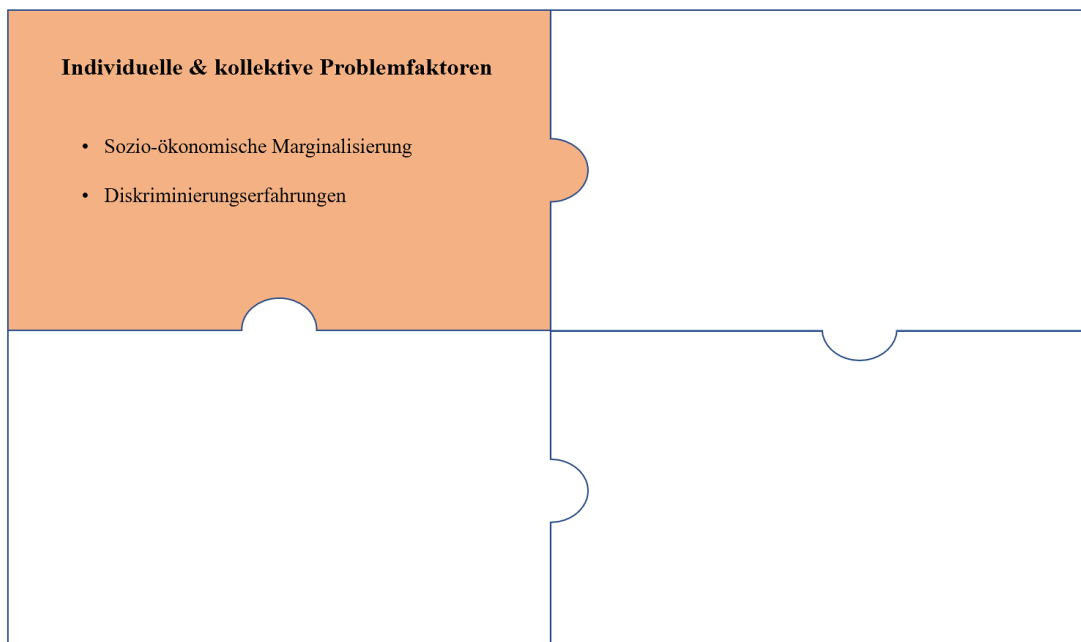 Individuelle & kollektive Problemfaktoren
• Sozio-ökonomische Marginalisierung
• Diskriminierungserfahrungen